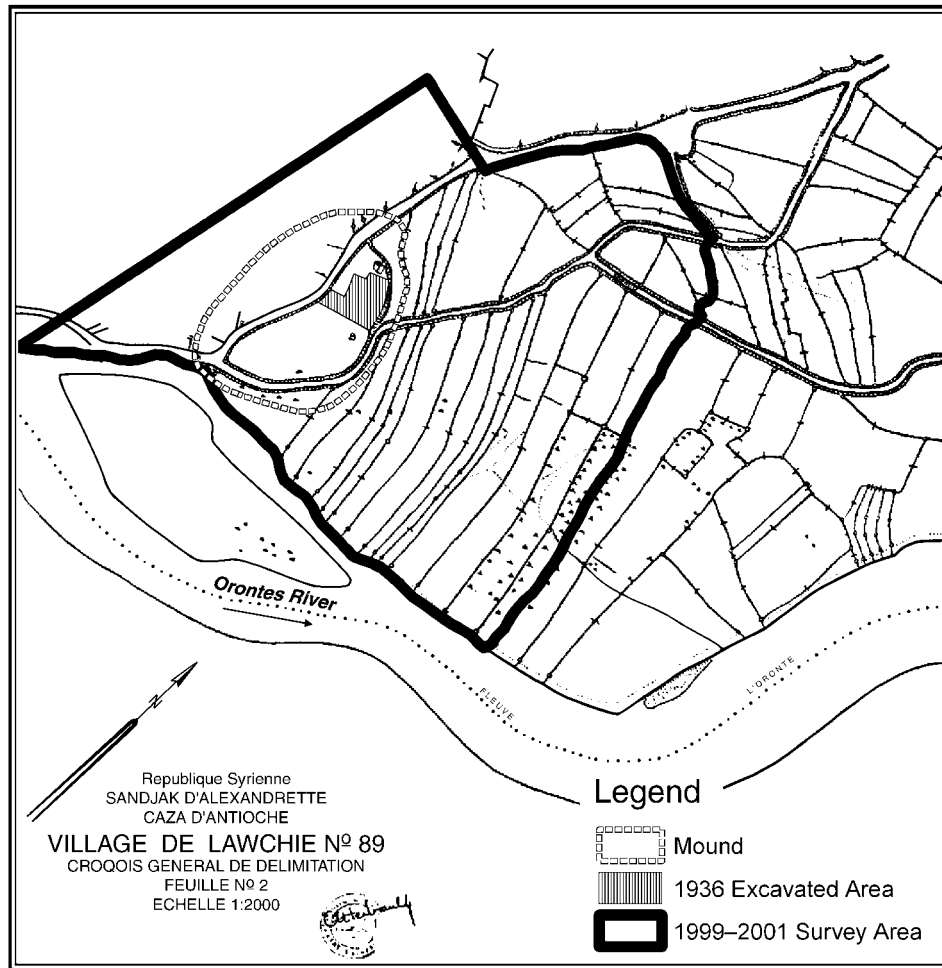 Orontes River
FLEUVE
L'ORONTE
N
Republique Syrienne
SANDJAK D'ALEXANDRETTE
CAZA D'ANTIOCHE
VILLAGE DE LAWCHIE Nº 89
CROQOIS GENERAL DE DELIMITATION
FEUILLE Nº 2
ECHELLE 1:2000
Legend
Mound
1936 Excavated Area
1999–2001 Survey Area